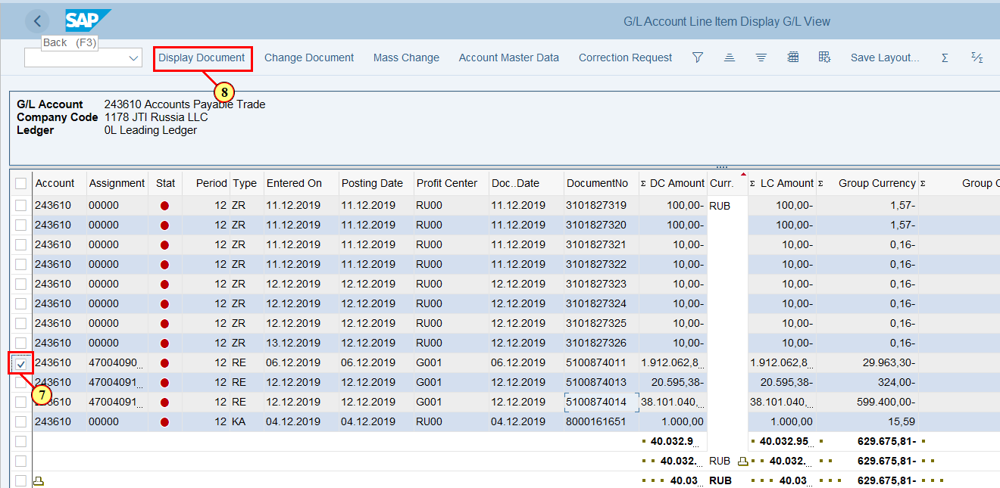 SAP G/L Account Line Item Display G/L View
Back (F3)
Display Document Change Document Mass Change Account Master Data Correction Request Save Layout... Σ Σ/Σ
8
G/L Account 243610 Accounts Payable Trade
Company Code 1178 JTI Russia LLC
Ledger 0L Leading Ledger
Account Assignment Stat Period Type Entered On Posting Date Profit Center Doc..Date DocumentNo Σ DC Amount Curr. Σ LC Amount Σ Group Currency Σ Group C
243610 00000 12 ZR 11.12.2019 11.12.2019 RU00 11.12.2019 3101827319 100,00- RUB 100,00- 1,57-
243610 00000 12 ZR 11.12.2019 11.12.2019 RU00 11.12.2019 3101827320 100,00- 100,00- 1,57-
243610 00000 12 ZR 11.12.2019 11.12.2019 RU00 11.12.2019 3101827321 10,00- 10,00- 0,16-
243610 00000 12 ZR 11.12.2019 11.12.2019 RU00 11.12.2019 3101827322 10,00- 10,00- 0,16-
243610 00000 12 ZR 12.12.2019 12.12.2019 RU00 12.12.2019 3101827323 10,00- 10,00- 0,16-
243610 00000 12 ZR 12.12.2019 12.12.2019 RU00 12.12.2019 3101827324 10,00- 10,00- 0,16-
243610 00000 12 ZR 12.12.2019 12.12.2019 RU00 12.12.2019 3101827325 10,00- 10,00- 0,16-
243610 00000 12 ZR 13.12.2019 12.12.2019 RU00 12.12.2019 3101827326 10,00- 10,00- 0,16-
243610 47004090... 12 RE 06.12.2019 06.12.2019 G001 06.12.2019 5100874011 1.912.062,8... 1.912.062,8... 29.963,30-
243610 47004091... 12 RE 12.12.2019 12.12.2019 G001 12.12.2019 5100874013 20.595,38- 20.595,38- 324,00-
7
243610 47004091... 12 RE 12.12.2019 12.12.2019 G001 12.12.2019 5100874014 38.101.040,... 38.101.040,... 599.400,00-
243610 00000 12 KA 04.12.2019 04.12.2019 RU00 04.12.2019 8000161651 1.000,00 1.000,00 15,59
40.032.9... 40.032.95... 629.675,81-
40.032.... RUB 40.032.... 629.675,81-
40.03... RUB 40.03... 629.675,81-